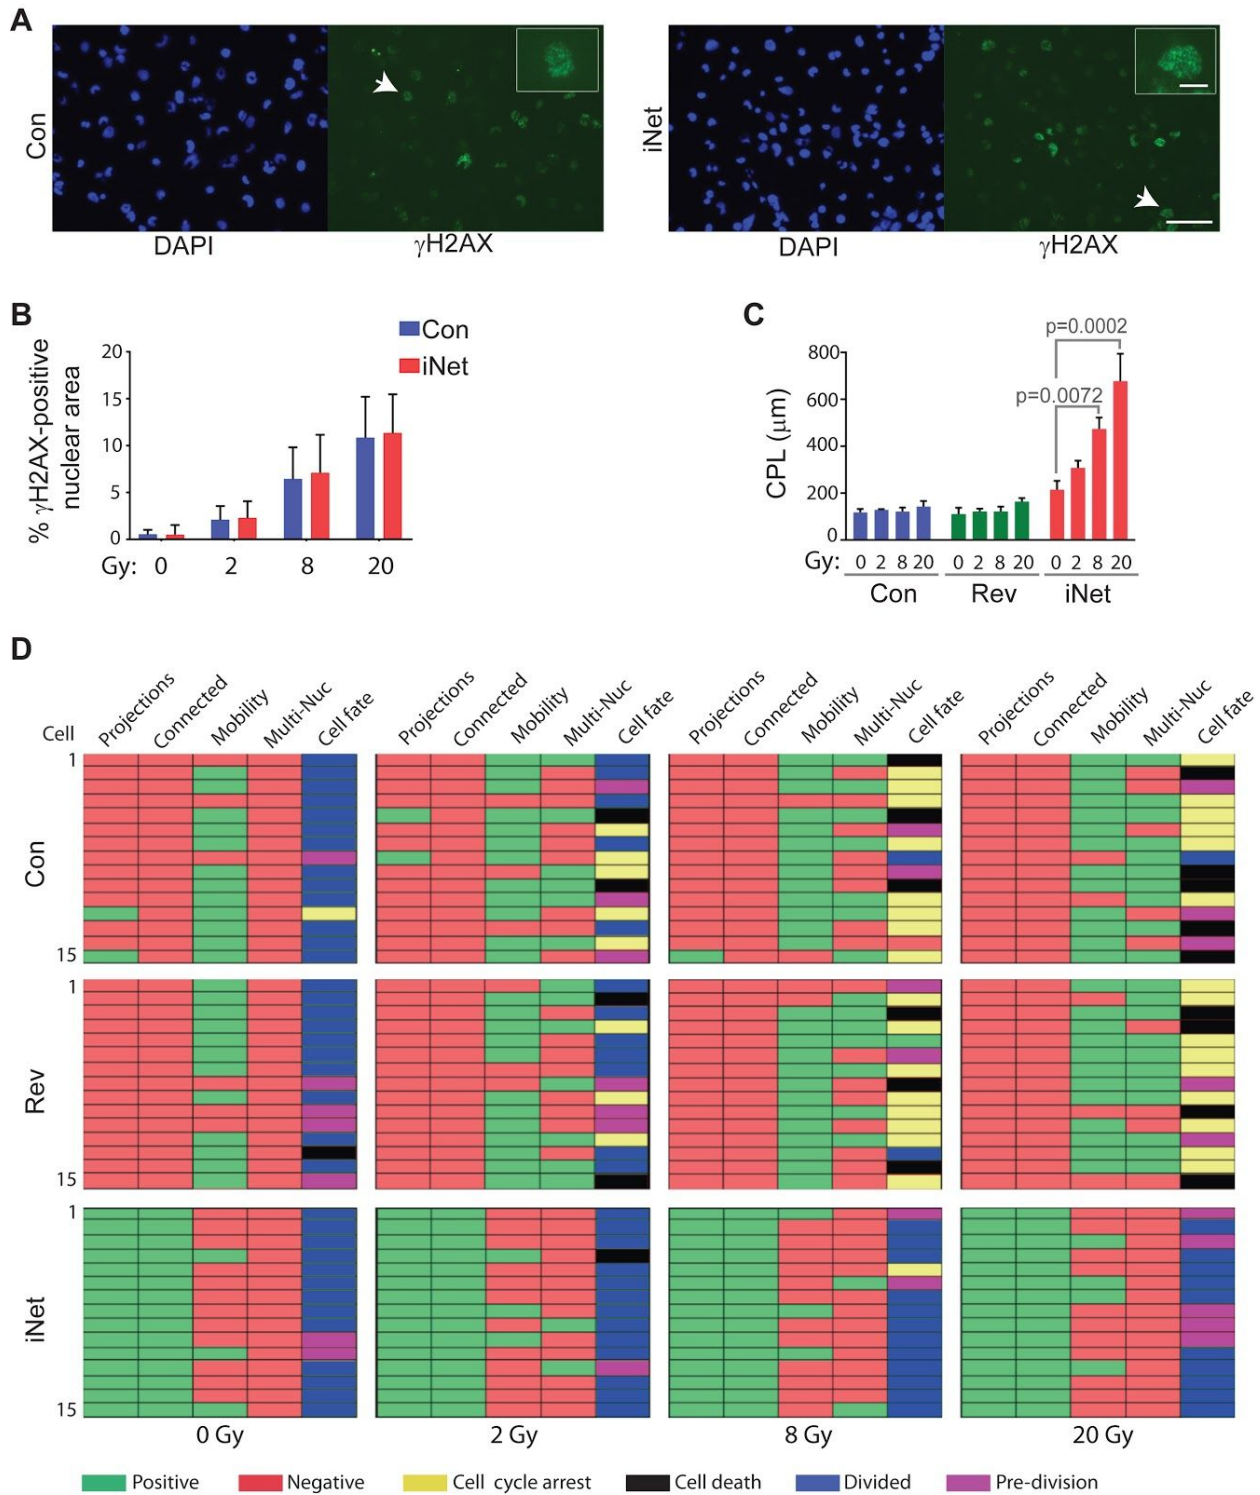 A
Con
iNet
DAPI
γH2AX
DAPI
γH2AX
B
% γH2AX-positive
nuclear area
20
15
10
5
0
Con
iNet
Gy: 0 2 8 20
C
CPL (μm)
800
600
400
200
0
p=0.0002
p=0.0072
Gy: 0 2 8 20 0 2 8 20 0 2 8 20
Con Rev iNet
D
Cell
Projections Connected Mobility Multi-Nuc Cell fate
Projections Connected Mobility Multi-Nuc Cell fate
Projections Connected Mobility Multi-Nuc Cell fate
Projections Connected Mobility Multi-Nuc Cell fate
1
Con
15
1
Rev
15
1
iNet
15
0 Gy 2 Gy 8 Gy 20 Gy
Positive Negative Cell cycle arrest Cell death Divided Pre-division